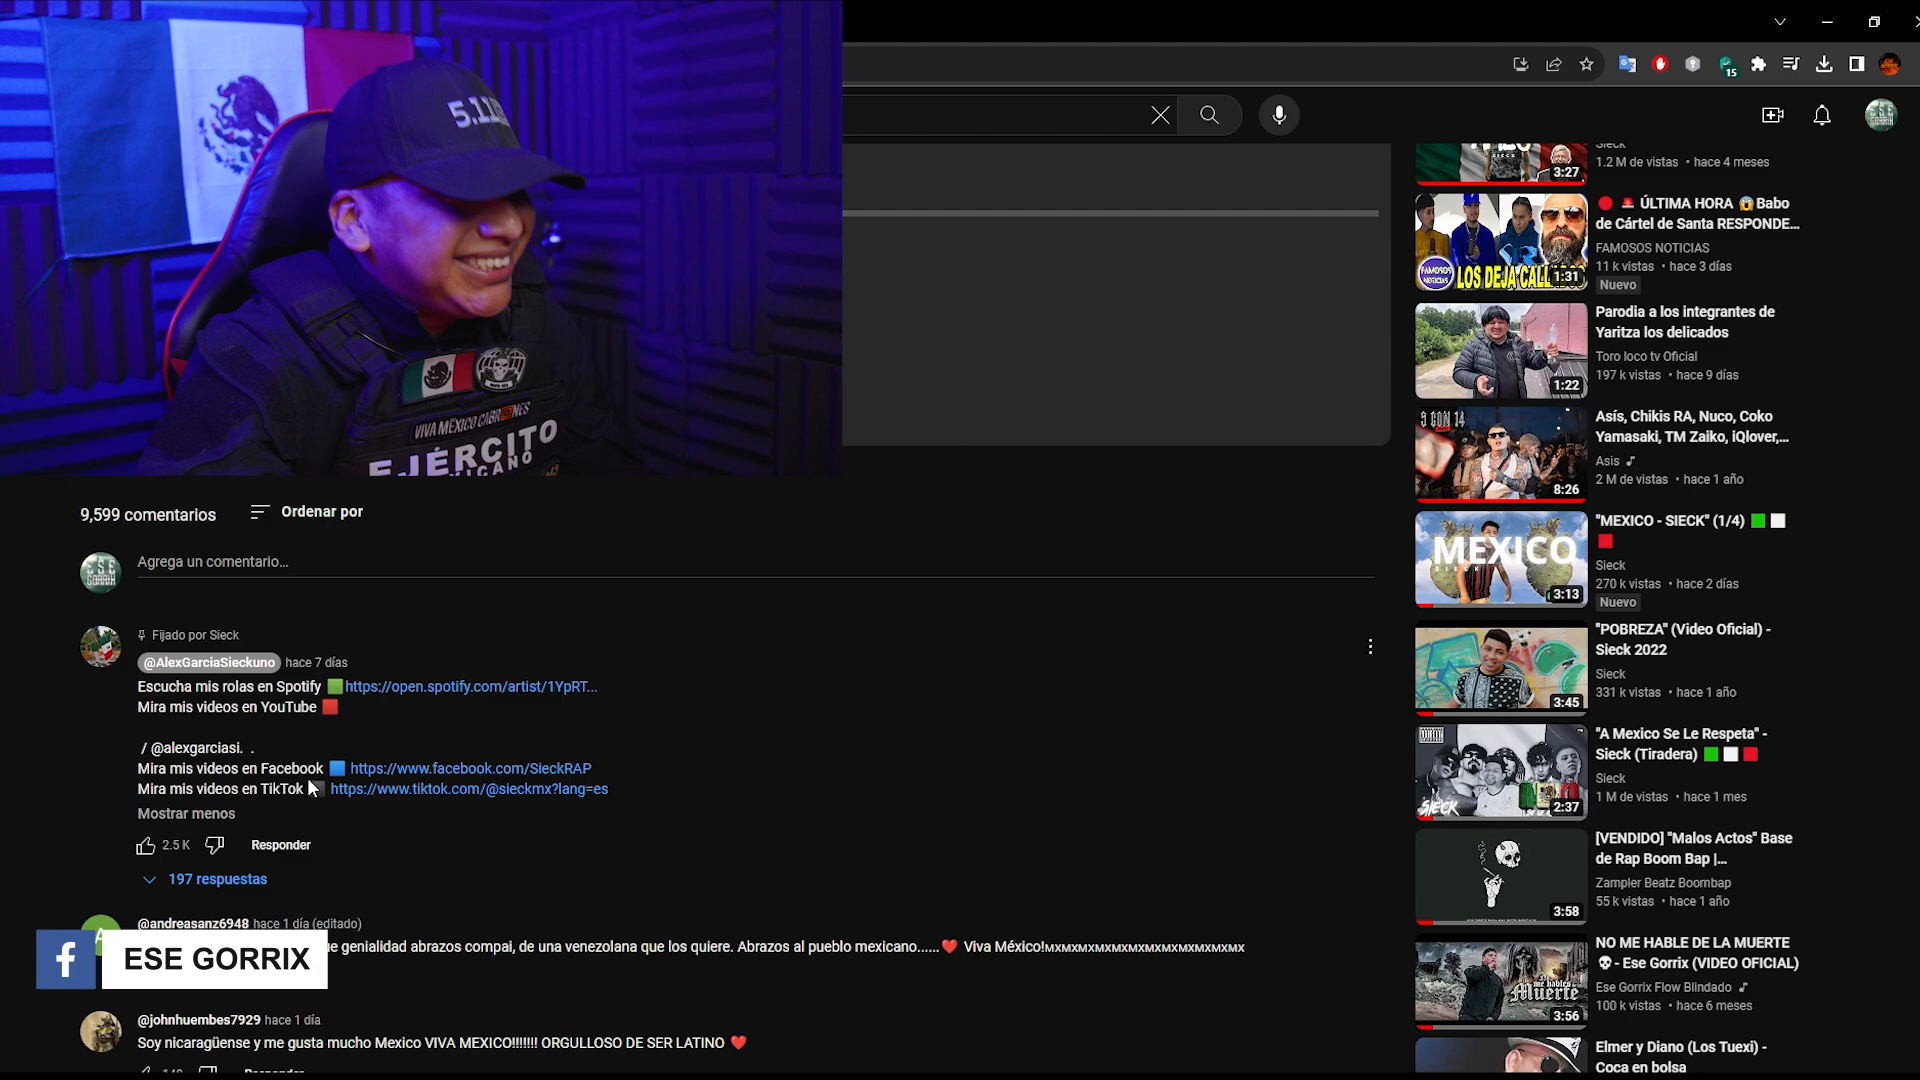 5.11
VIVA MÉXICO CABRONES
EJÉRCITO
15
9,599 comentarios
Ordenar por
Agrega un comentario...
Fijado por Sieck
@AlexGarciaSieckuno hace 7 días
Escucha mis rolas en Spotify 🟩https://open.spotify.com/artist/1YpRT...
Mira mis videos en YouTube 🟥
/ @alexgarciasi. .
Mira mis videos en Facebook 🟦 https://www.facebook.com/SieckRAP
Mira mis videos en TikTok https://www.tiktok.com/@sieckmx?lang=es
Mostrar menos
2.5 K
Responder
197 respuestas
@andreasanz6948 hace 1 día (editado)
genialidad abrazos compai, de una venezolana que los quiere. Abrazos al pueblo mexicano......❤️ Viva México!мxмxмxмxмxмxмxмxмxмxмxмx
f ESE GORRIX
@johnhuembes7929 hace 1 día
Soy nicaragüense y me gusta mucho Mexico VIVA MEXICO!!!!!!! ORGULLOSO DE SER LATINO ❤️
3:27
Sieck
1.2 M de vistas • hace 4 meses
LOS DEJA CALLADOS
FAMOSOS NOTICIAS
1:31
🔴 🚨 ÚLTIMA HORA 😱Babo
de Cártel de Santa RESPONDE...
FAMOSOS NOTICIAS
11 k vistas • hace 3 días
Nuevo
1:22
Parodia a los integrantes de
Yaritza los delicados
Toro loco tv Oficial
197 k vistas • hace 9 días
8:26
Asís, Chikis RA, Nuco, Coko
Yamasaki, TM Zaiko, iQlover,...
Asis ♪
2 M de vistas • hace 1 año
MEXICO
SIECK
3:13
"MEXICO - SIECK" (1/4) 🟩 ⬜
🟥
Sieck
270 k vistas • hace 2 días
Nuevo
3:45
"POBREZA" (Video Oficial) -
Sieck 2022
Sieck
331 k vistas • hace 1 año
SIECK
2:37
"A Mexico Se Le Respeta" -
Sieck (Tiradera) 🟩 ⬜ 🟥
Sieck
1 M de vistas • hace 1 mes
3:58
[VENDIDO] "Malos Actos" Base
de Rap Boom Bap |...
Zampler Beatz Boombap
55 k vistas • hace 1 año
Muerte
3:56
NO ME HABLE DE LA MUERTE
💀- Ese Gorrix (VIDEO OFICIAL)
Ese Gorrix Flow Blindado ♪
100 k vistas • hace 6 meses
Elmer y Diano (Los Tuexi) -
Coca en bolsa